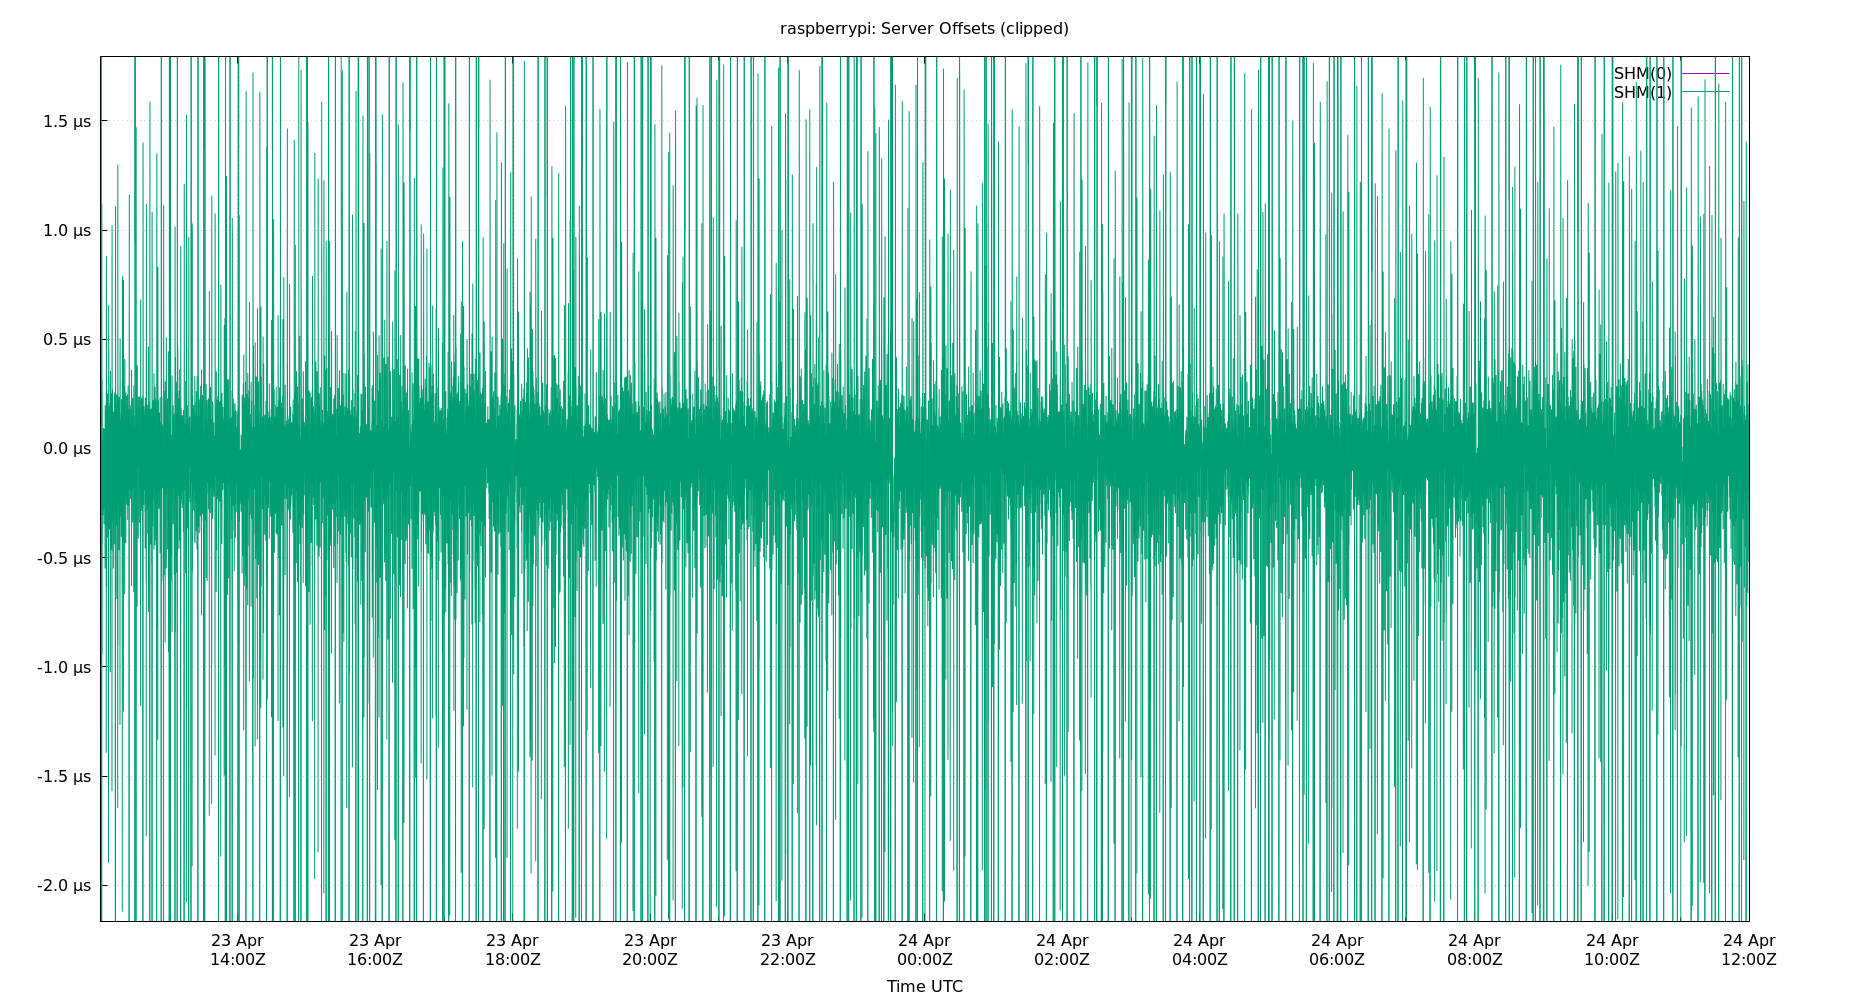 raspberrypi: Server Offsets (clipped)
SHM(0)
SHM(1)
1.5 µs
1.0 µs
0.5 µs
0.0 µs
-0.5 µs
-1.0 µs
-1.5 µs
-2.0 µs
23 Apr 23 Apr 23 Apr 23 Apr 23 Apr 24 Apr 24 Apr 24 Apr 24 Apr 24 Apr 24 Apr 24 Apr
14:00Z 16:00Z 18:00Z 20:00Z 22:00Z 00:00Z 02:00Z 04:00Z 06:00Z 08:00Z 10:00Z 12:00Z
Time UTC